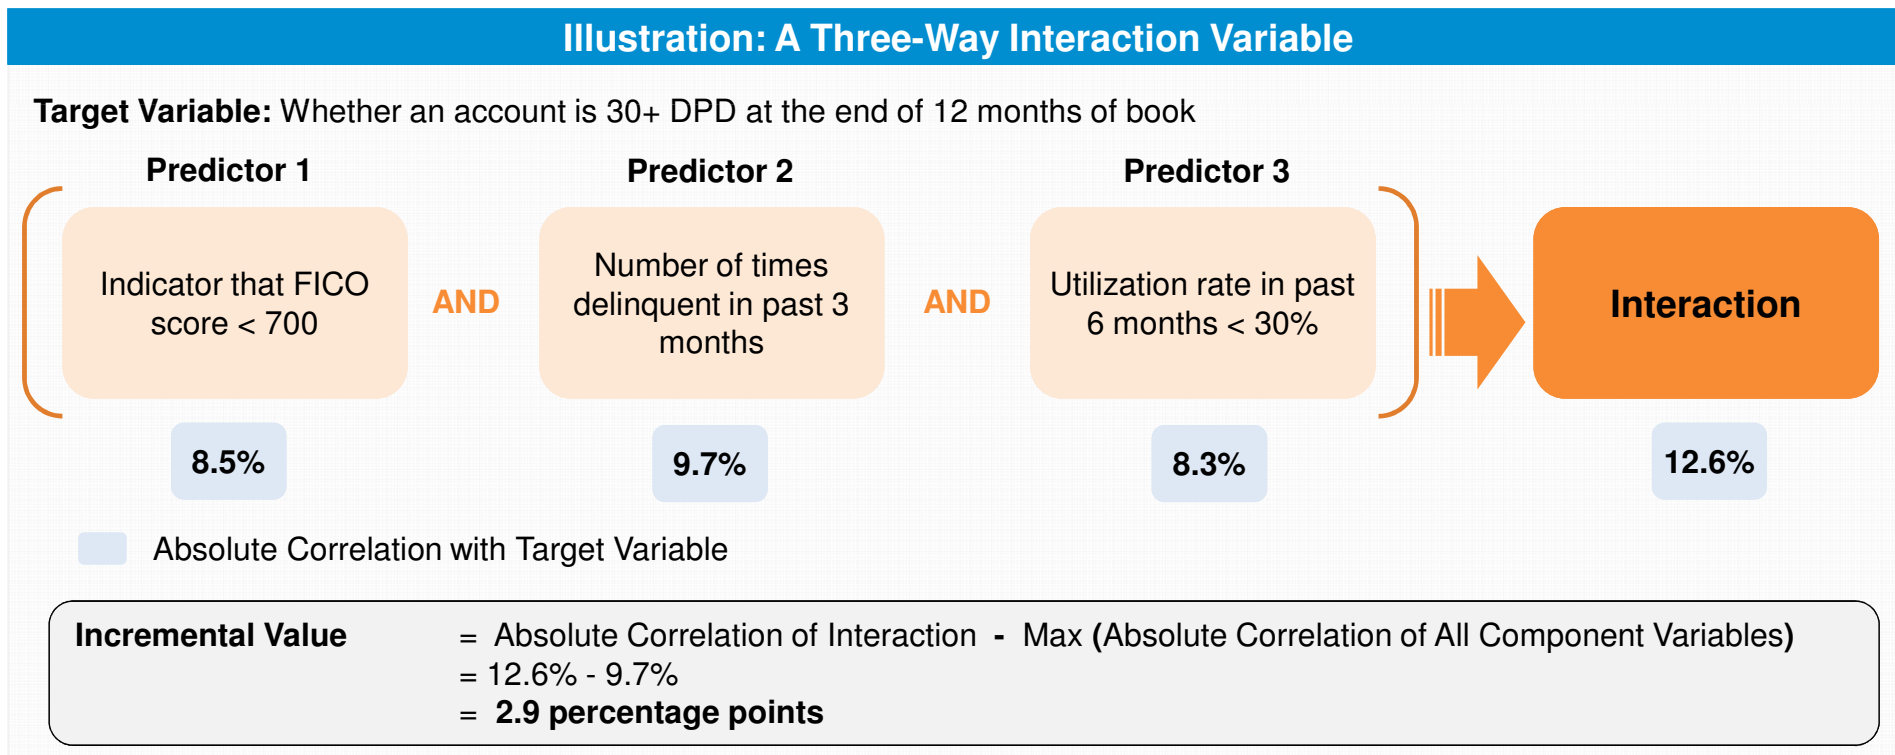 Illustration: A Three-Way Interaction Variable
Target Variable: Whether an account is 30+ DPD at the end of 12 months of book
Predictor 1
Predictor 2
Predictor 3
Indicator that FICO
score < 700
AND
Number of times
delinquent in past 3
months
AND
Utilization rate in past
6 months < 30%
Interaction
8.5%
9.7%
8.3%
12.6%
Absolute Correlation with Target Variable
Incremental Value = Absolute Correlation of Interaction - Max (Absolute Correlation of All Component Variables)
= 12.6% - 9.7%
= 2.9 percentage points